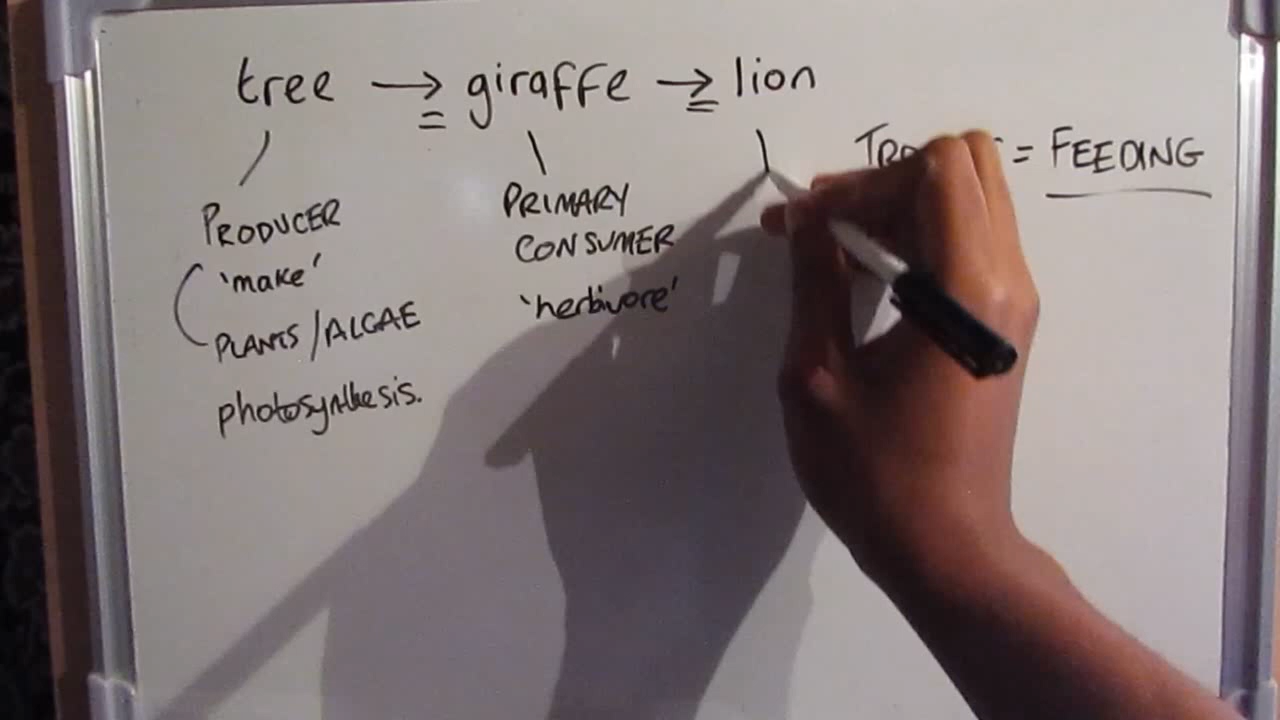 tree → giraffe → lion
= FEEDING
PRODUCER
'make'
PLANTS/ALGAE
photosynthesis.
PRIMARY
CONSUMER
'herbivore'